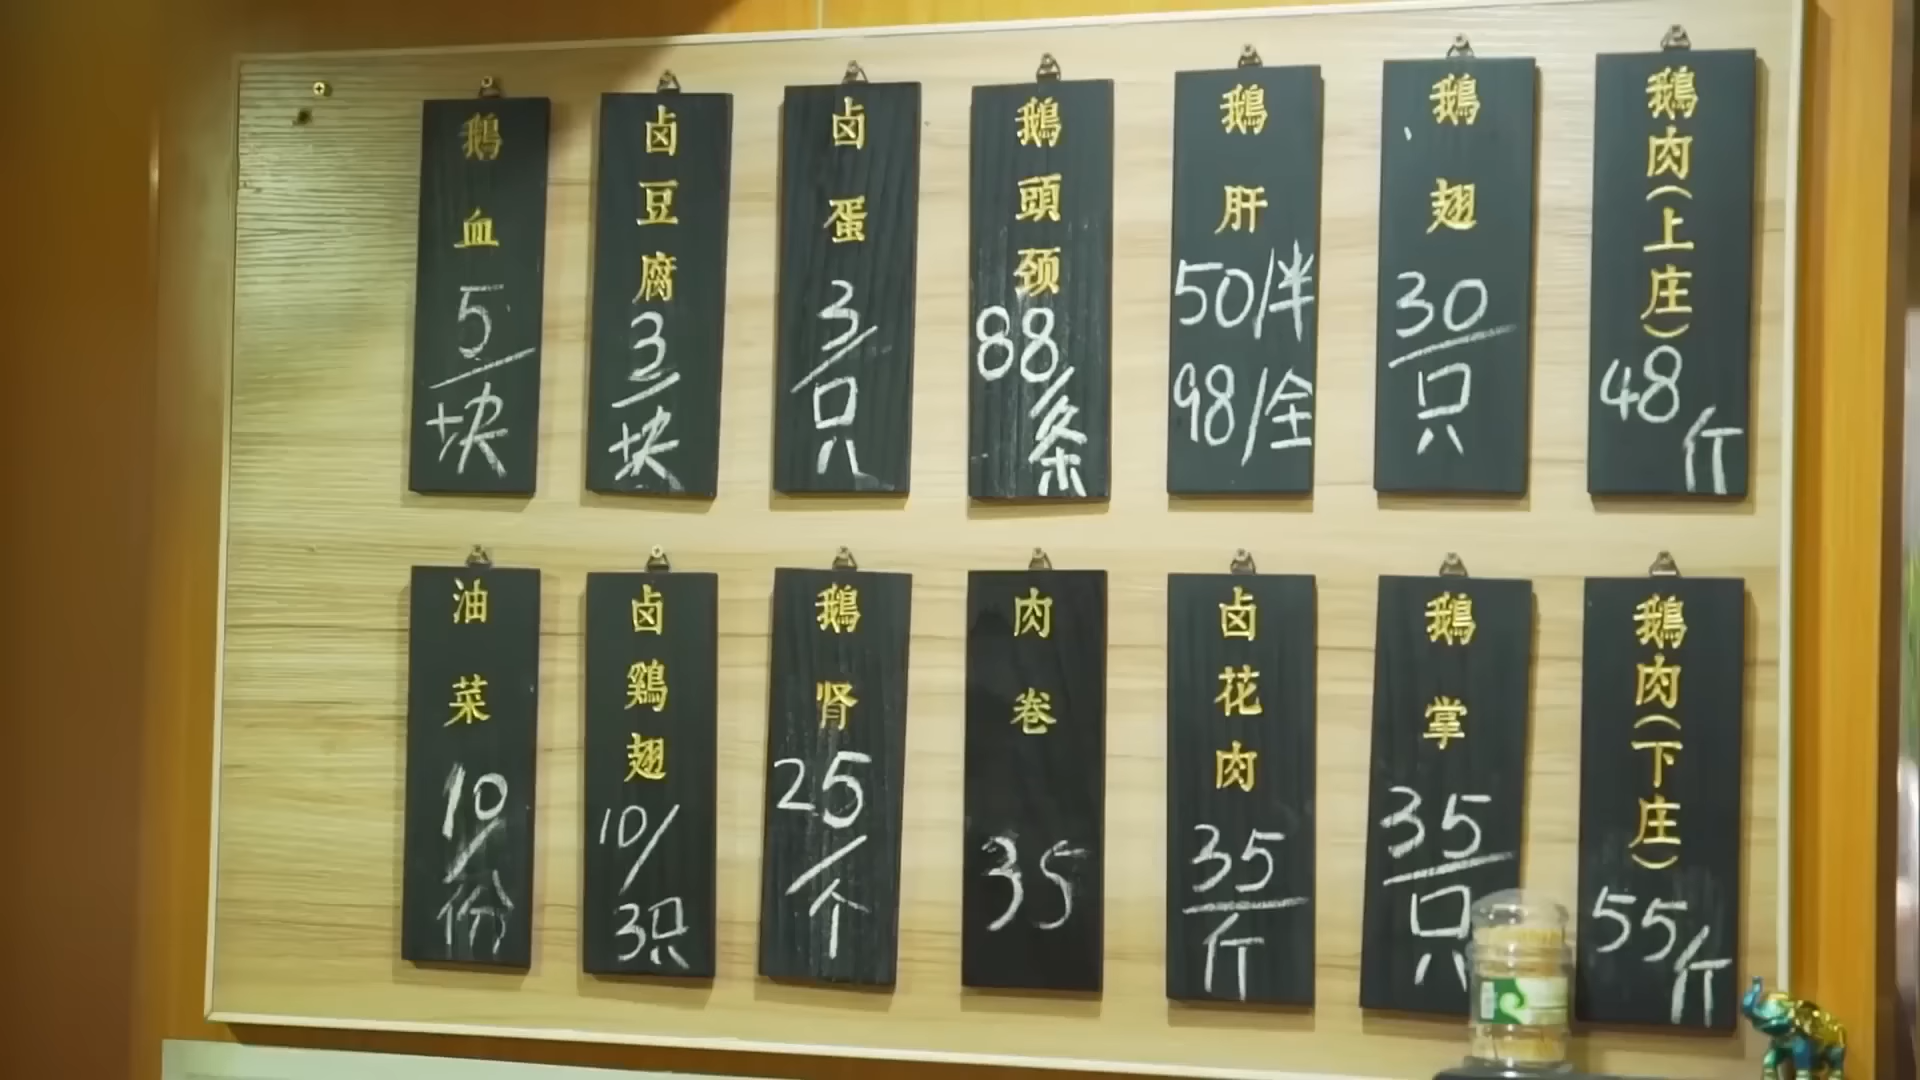 鵝血
5/块
卤豆腐
3/块
卤蛋
3/只
鵝頭颈
88/条
鵝肝
50/半
98/全
鵝翅
30/只
鵝肉(上庄)
48/斤
油菜
10/份
卤鷄翅
10/3只
鵝肾
25/个
肉卷
35
卤花肉
35/斤
鵝掌
35/只
鵝肉(下庄)
55/斤